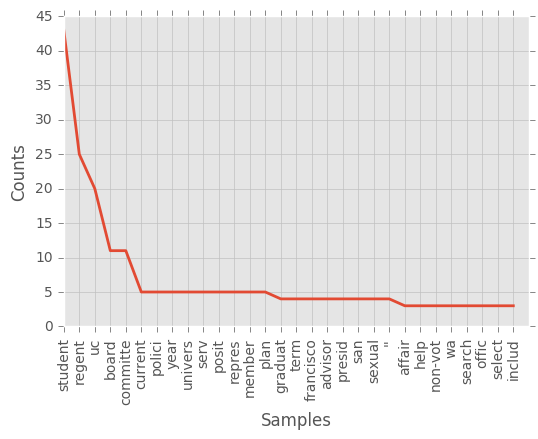 45
40
35
30
25
20
15
10
5
0
Counts
student
regent
uc
board
committe
current
polici
year
univers
serv
posit
repres
member
plan
graduat
term
francisco
advisor
presid
san
sexual
"
affair
help
non-vot
wa
search
offic
select
includ
Samples